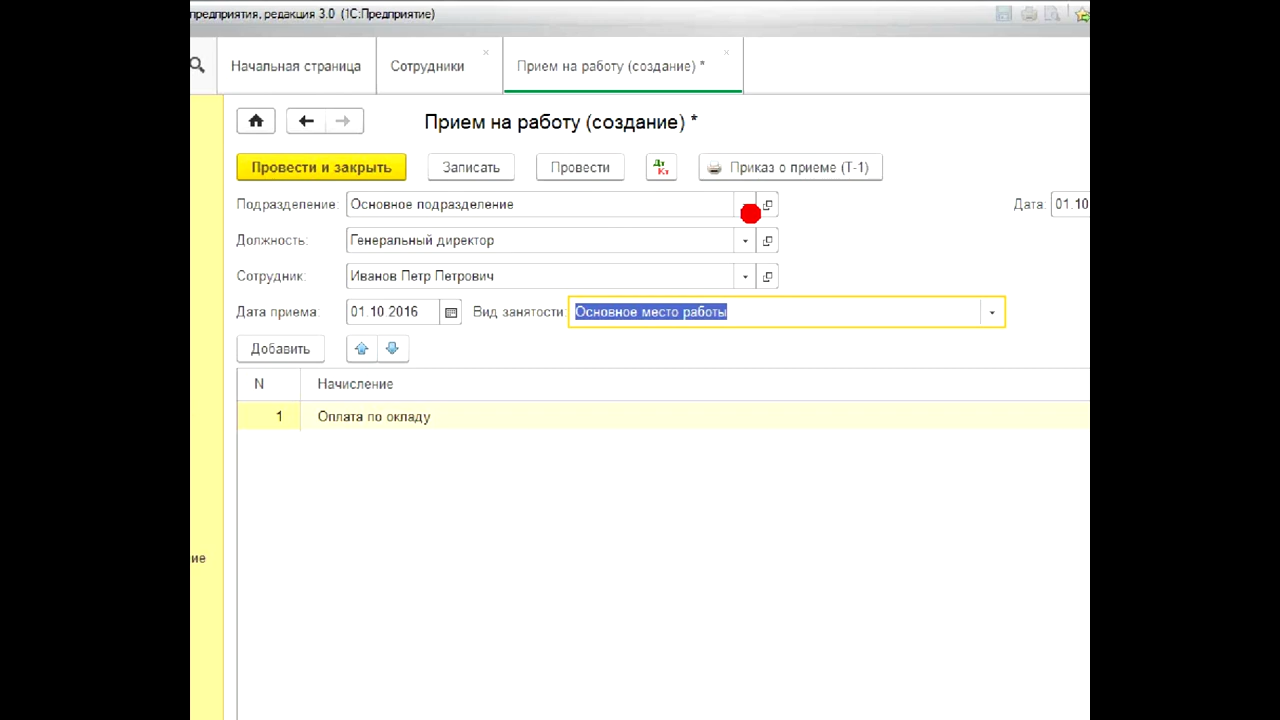 предприятия, редакция 3.0 (1С:Предприятие)
Начальная страница Сотрудники × Прием на работу (создание) * ×
Прием на работу (создание) *
Провести и закрыть Записать Провести Дт Кт Приказ о приеме (Т-1)
Подразделение: Основное подразделение Дата: 01.10
Должность: Генеральный директор
Сотрудник: Иванов Петр Петрович
Дата приема: 01.10.2016 Вид занятости: Основное место работы
Добавить
N Начисление
1 Оплата по окладу
ие